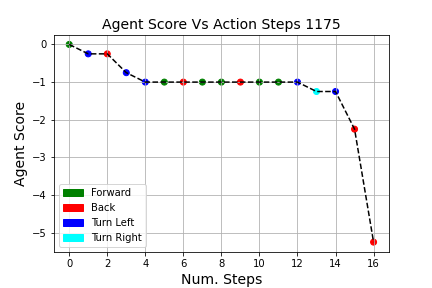 Agent Score Vs Action Steps 1175
0
−1
−2
−3
−4
−5
Agent Score
Forward
Back
Turn Left
Turn Right
0 2 4 6 8 10 12 14 16
Num. Steps